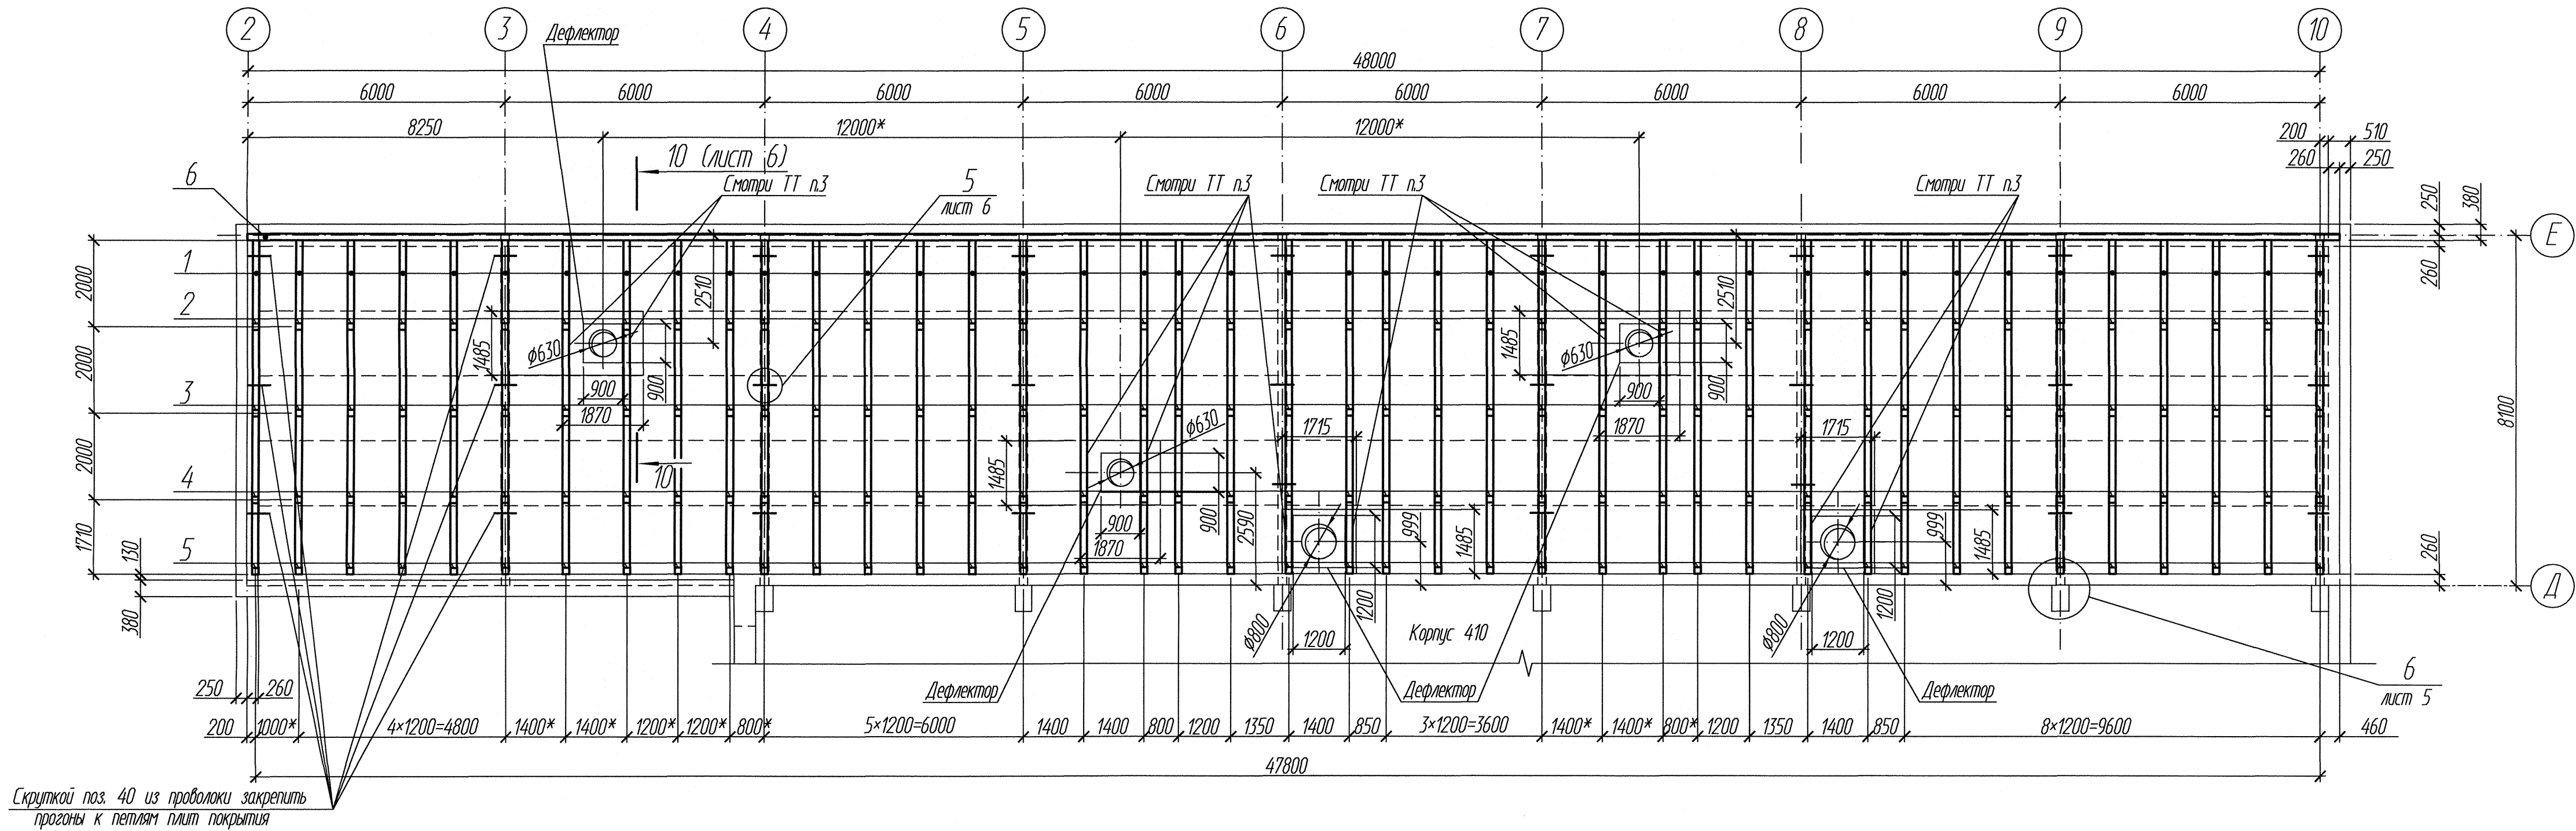 2 3 4 5 6 7 8 9 10
Дефлектор
48000
6000 6000 6000 6000 6000 6000 6000 6000
8250 12000* 12000*
200 510
260 250
10 (лист 6)
Смотри ТТ п.3
5
лист 6
Смотри ТТ п.3
Смотри ТТ п.3
Смотри ТТ п.3
6
250
380
Е
260
1
2
3
4
5
2000
2000
2000
1710
130
380
2510
1485
ϕ630
900
900
1870
10
1485
ϕ630
900
900
1870
2590
1715
999
1485
1200
ϕ800
1200
2510
1485
ϕ630
900
900
1870
1715
999
1485
1200
ϕ800
1200
8100
260
Д
Корпус 410
Дефлектор
Дефлектор
Дефлектор
6
лист 5
250 260
200 1000* 4×1200=4800 1400* 1400* 1200* 1200* 800* 5×1200=6000 1400 1400 800 1200 1350 1400 850 3×1200=3600 1400* 1400* 800* 1200 1350 1400 850 8×1200=9600 460
47800
Скруткой поз. 40 из проволоки закрепить
прогоны к петлям плит покрытия